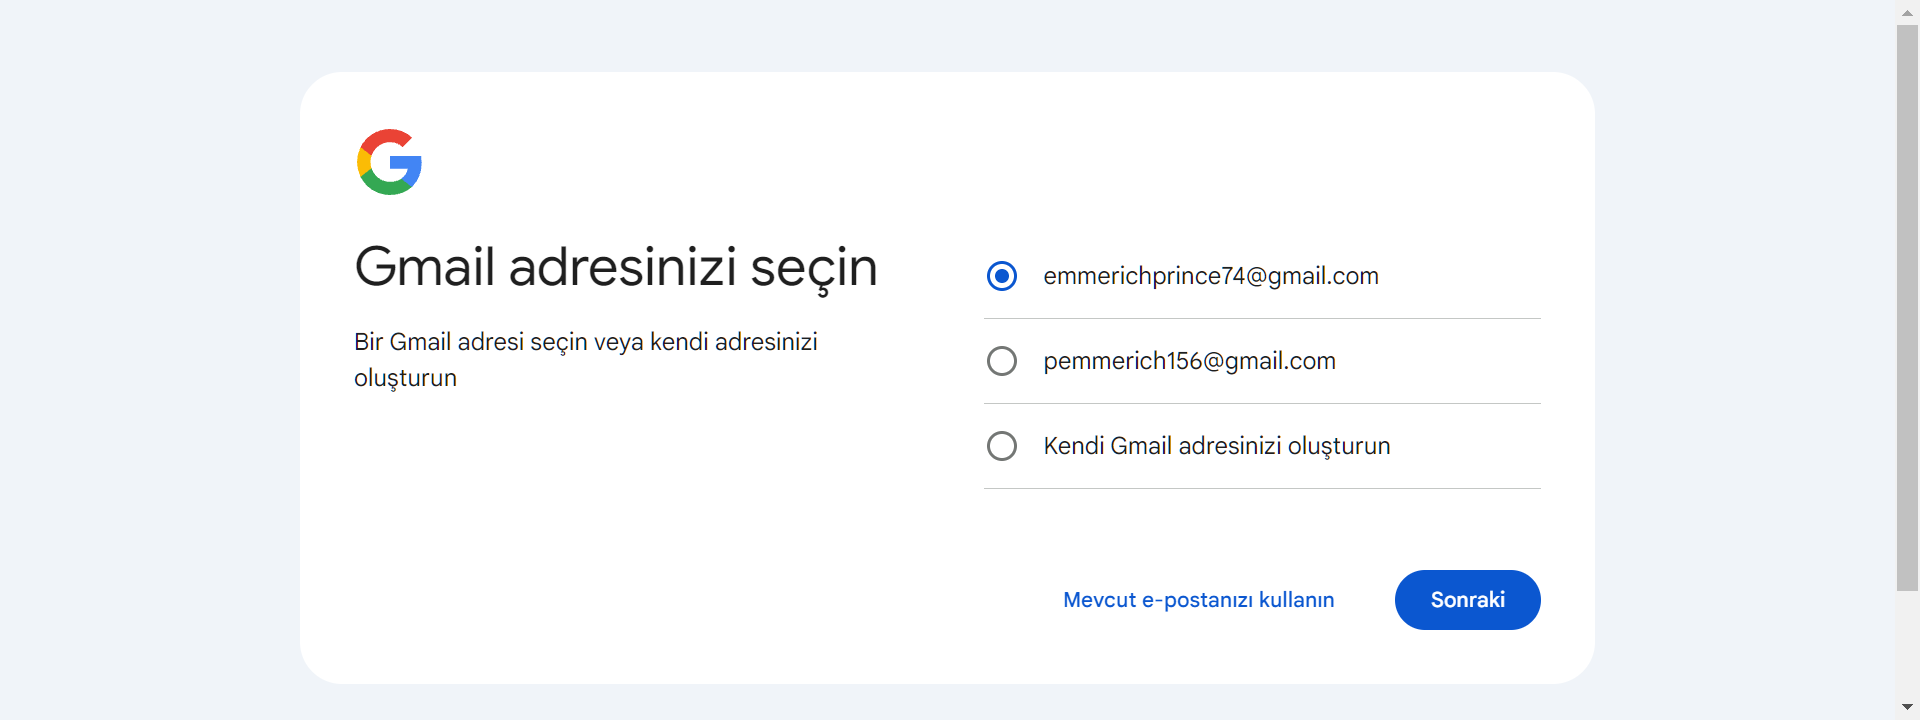 Gmail adresinizi seçin
Bir Gmail adresi seçin veya kendi adresinizi
oluşturun
emmerichprince74@gmail.com
pemmerich156@gmail.com
Kendi Gmail adresinizi oluşturun
Mevcut e-postanızı kullanın
Sonraki